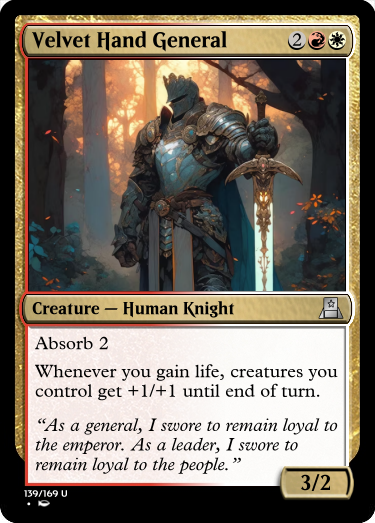 Velvet Hand General 2
Creature — Human Knight
Absorb 2
Whenever you gain life, creatures you
control get +1/+1 until end of turn.
“As a general, I swore to remain loyal to
the emperor. As a leader, I swore to
remain loyal to the people.”
3/2
139/169 U